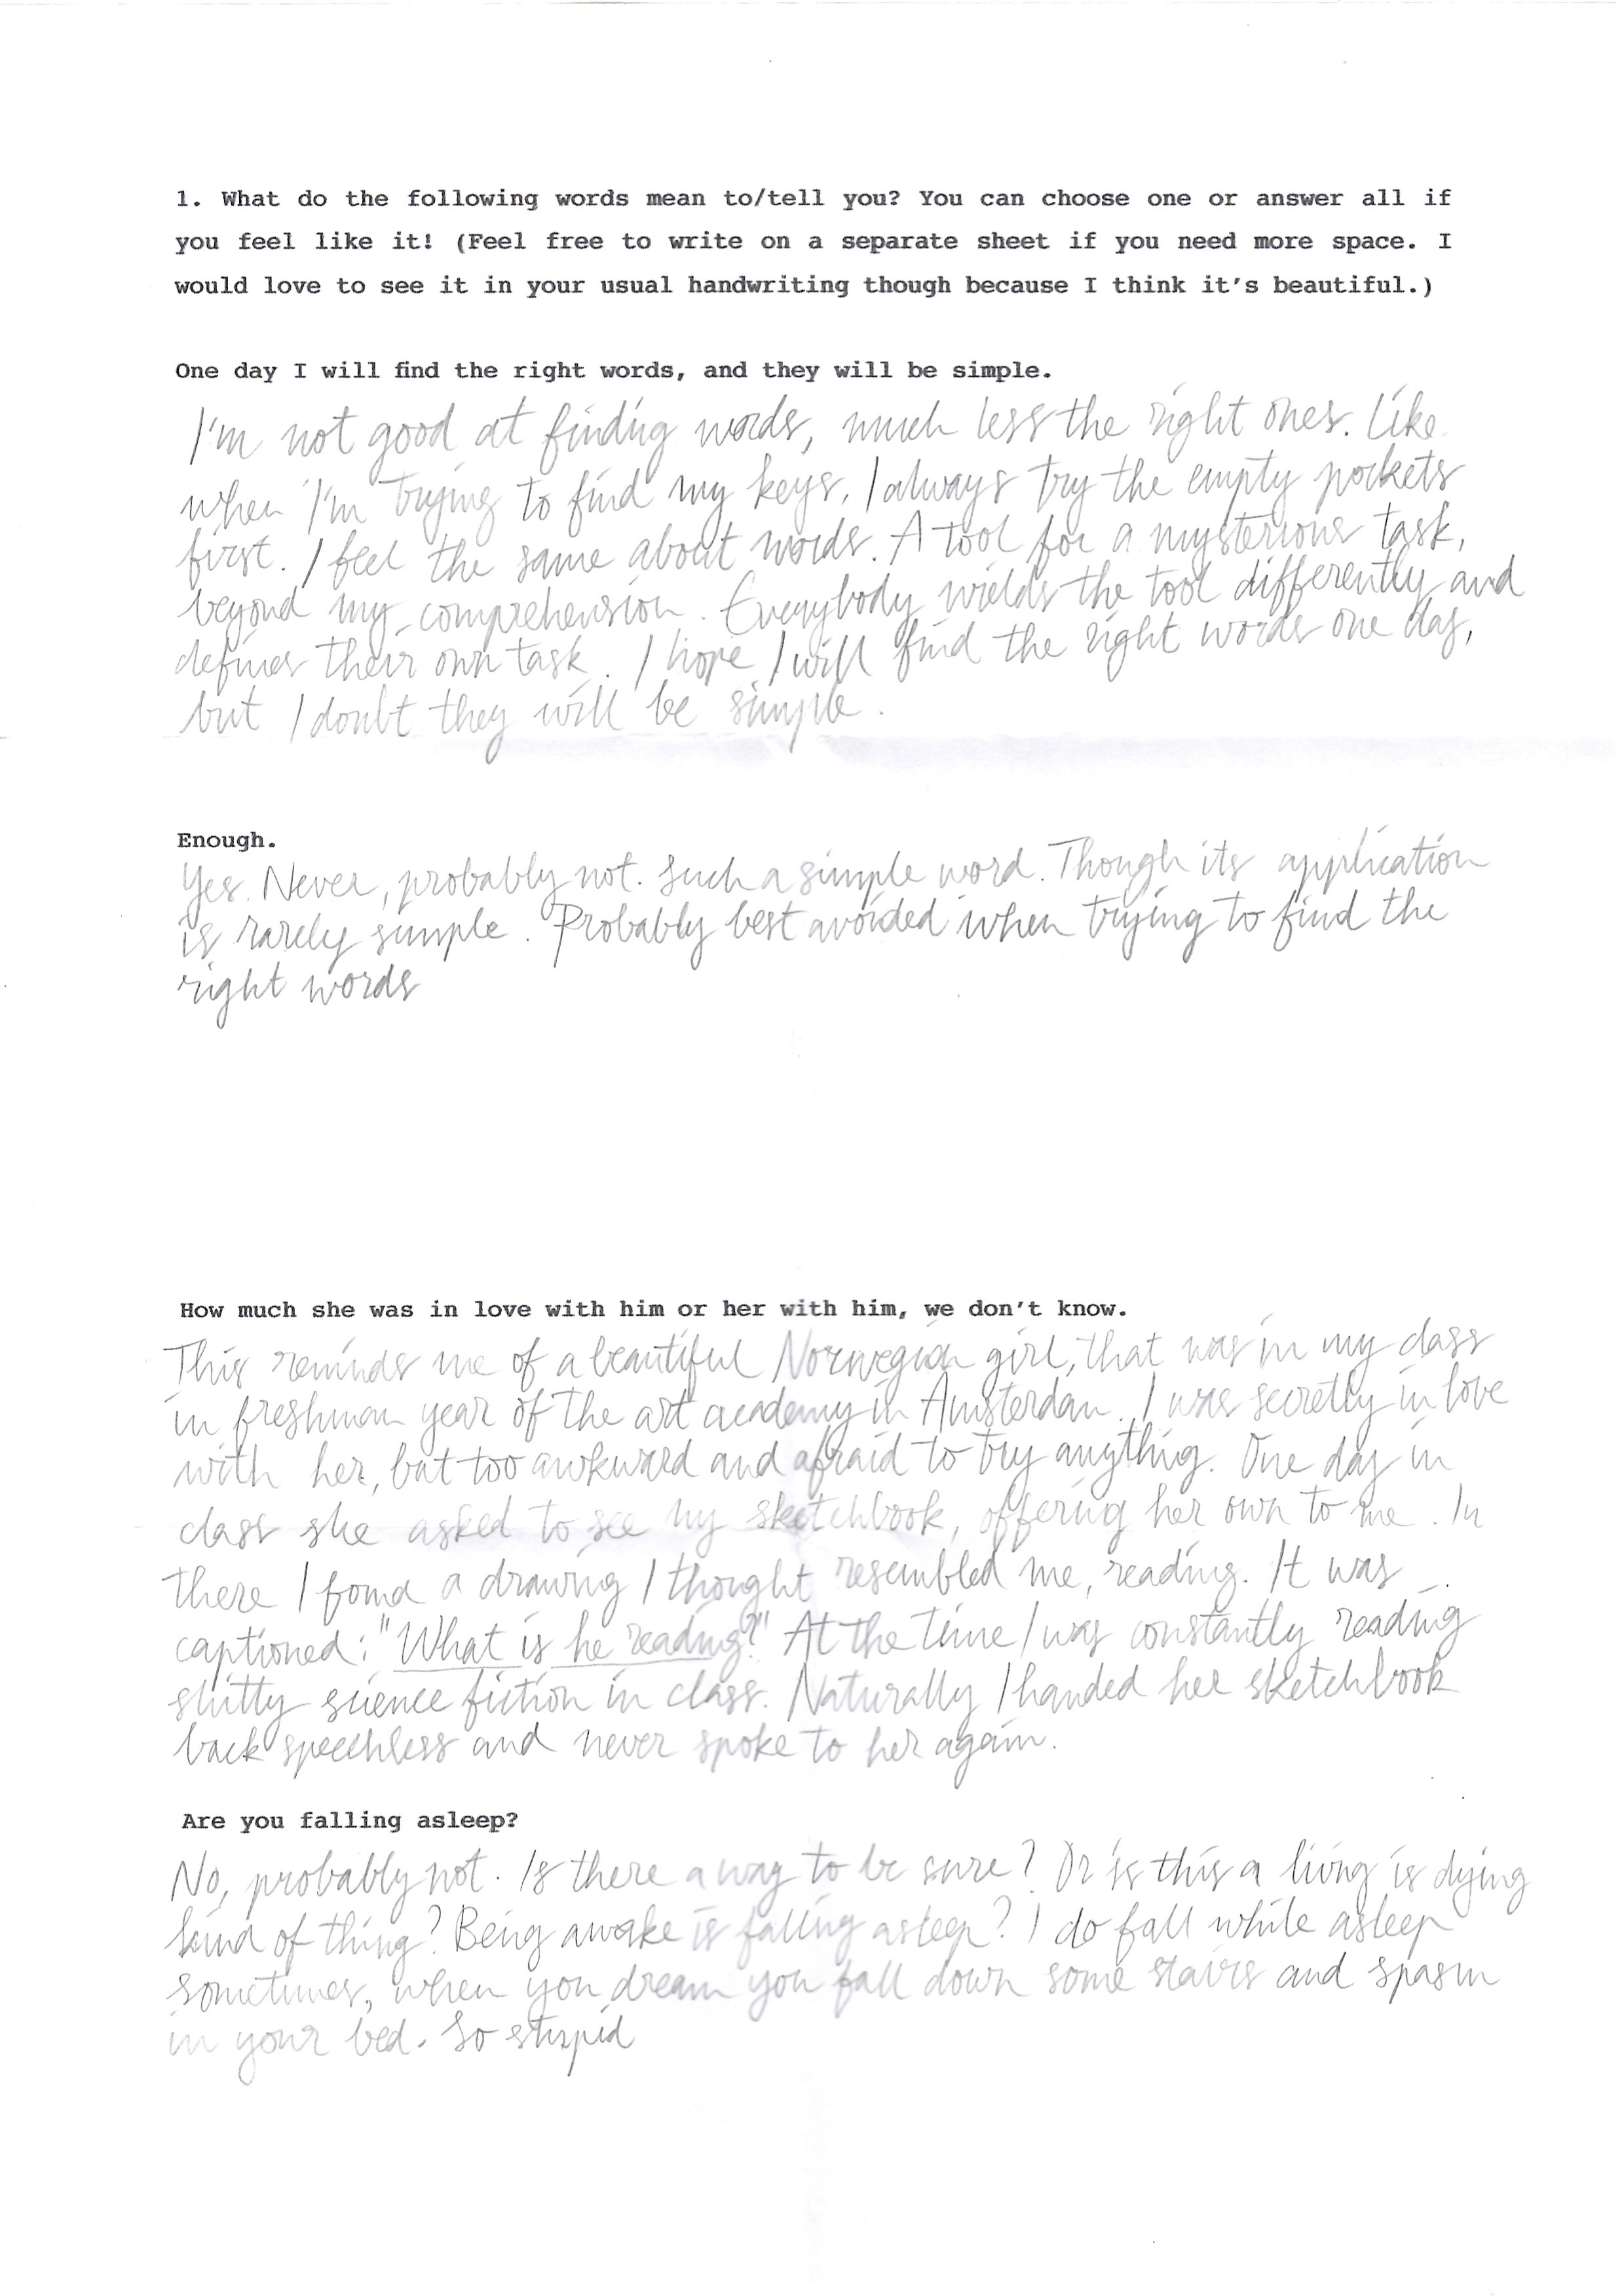 1. What do the following words mean to/tell you? You can choose one or answer all if
you feel like it! (Feel free to write on a separate sheet if you need more space. I
would love to see it in your usual handwriting though because I think it's beautiful.)
One day I will find the right words, and they will be simple.
I'm not good at finding words, much less the right ones. Like
when I'm trying to find my keys, I always try the empty pockets
first. I feel the same about words. A tool for a mysterious task,
beyond my comprehension. Everybody wields the tool differently and
defines their own task. I hope I will find the right words one day,
but I doubt they will be simple.
Enough.
Yes. Never, probably not. Such a simple word. Though its application
is rarely simple. Probably best avoided when trying to find the
right words
How much she was in love with him or her with him, we don't know.
This reminds me of a beautiful Norwegian girl, that was in my class
in freshman year of the art academy in Amsterdam. I was secretly in love
with her, but too awkward and afraid to try anything. One day in
class she asked to see my sketchbook, offering her own to me. In
there I found a drawing I thought resembled me, reading. It was
captioned: "What is he reading?" At the time I was constantly reading
shitty science fiction in class. Naturally I handed her sketchbook
back speechless and never spoke to her again.
Are you falling asleep?
No, probably not. Is there a way to be sure? Or is this a living is dying
kind of thing? Being awake is falling asleep? I do fall while asleep
sometimes, when you dream you fall down some stairs and spasm
in your bed. So stupid